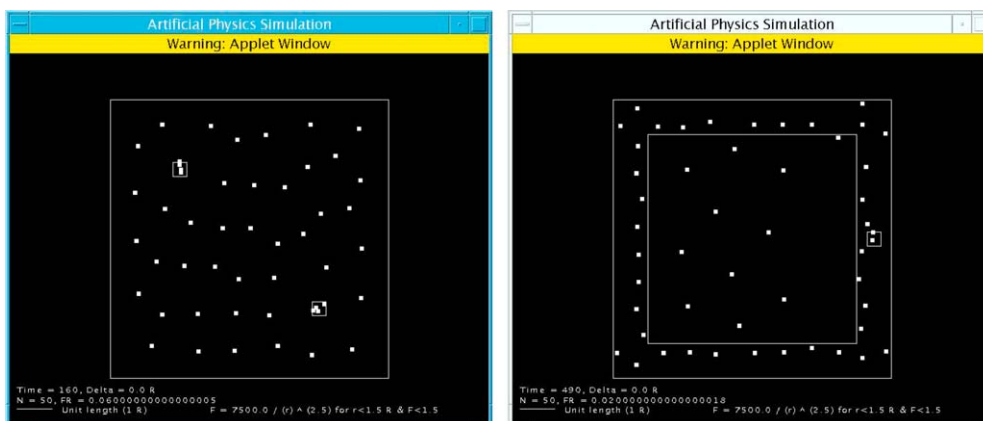 Artificial Physics Simulation
Warning: Applet Window
Time = 160, Delta = 0.0 R
N = 50, FR = 0.06000000000000005
Unit length (1 R) F = 7500.0 / (r) ^ (2.5) for r<1.5 R & F<1.5
Artificial Physics Simulation
Warning: Applet Window
Time = 490, Delta = 0.0 R
N = 50, FR = 0.020000000000000018
Unit length (1 R) F = 7500.0 / (r) ^ (2.5) for r<1.5 R & F<1.5